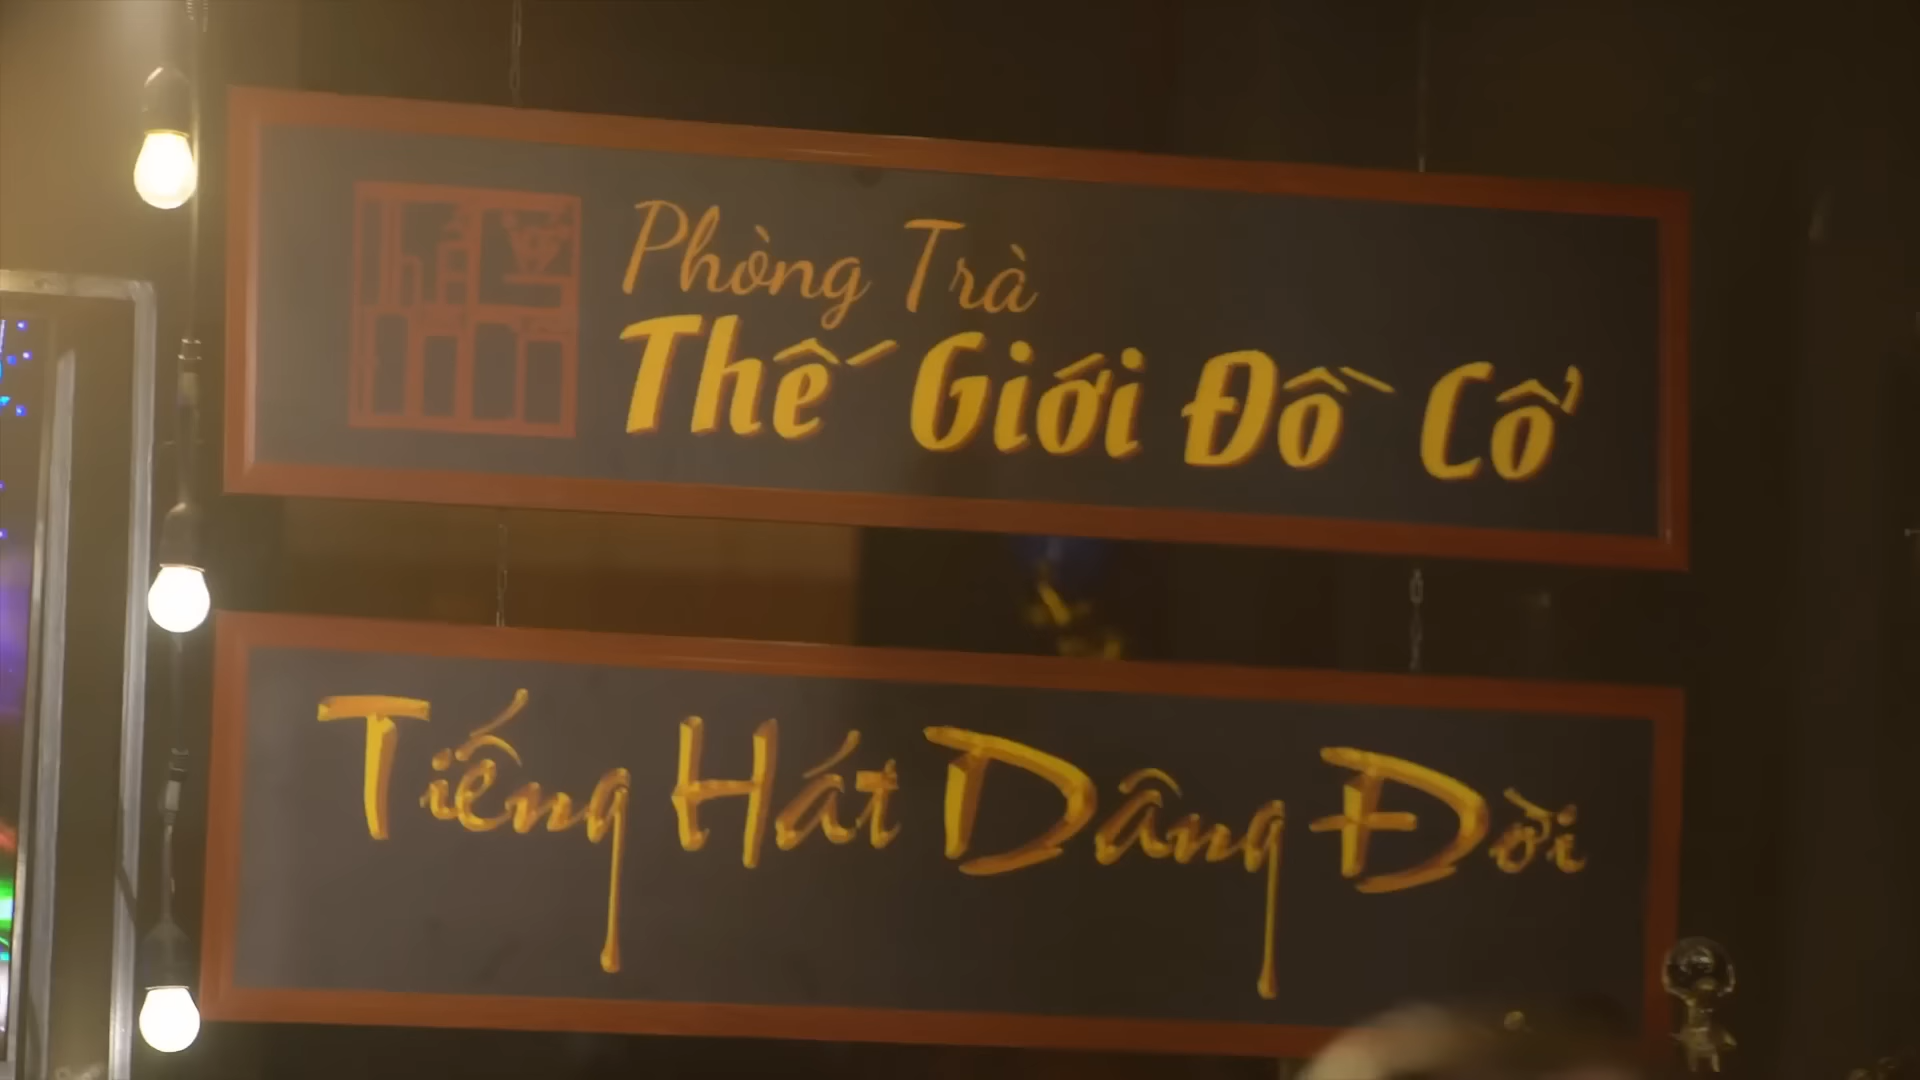 Phòng Trà
Thế Giới Đồ Cổ
Tiếng Hát Dâng Đời